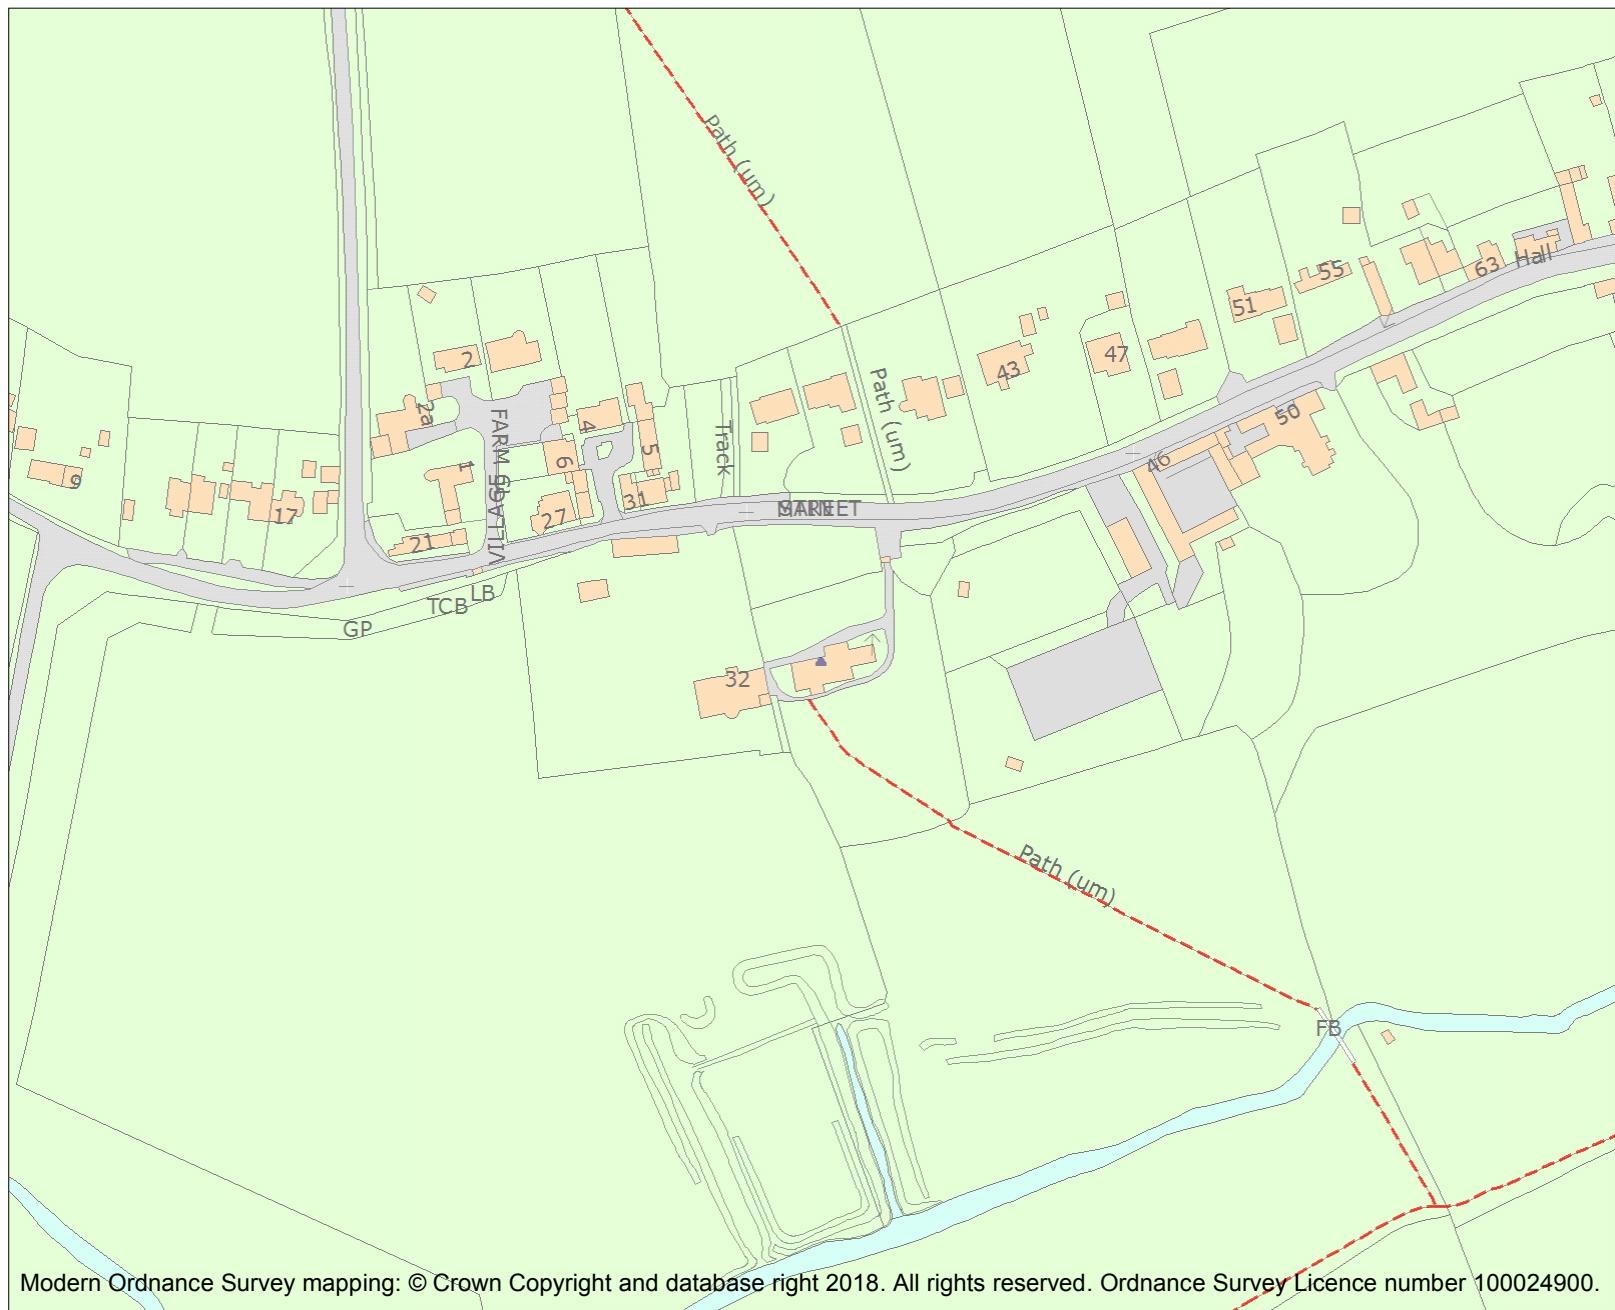 Path (um)
Hall
63
55
51
2
47
43
Path (um)
2a
FARM
VILLAGE
4
50
5
Track
1
6
46
9
6b
31
MAIN
STREET
17
27
21
LB
TCB
GP
32
Path (um)
FB
Modern Ordnance Survey mapping: © Crown Copyright and database right 2018. All rights reserved. Ordnance Survey Licence number 100024900.